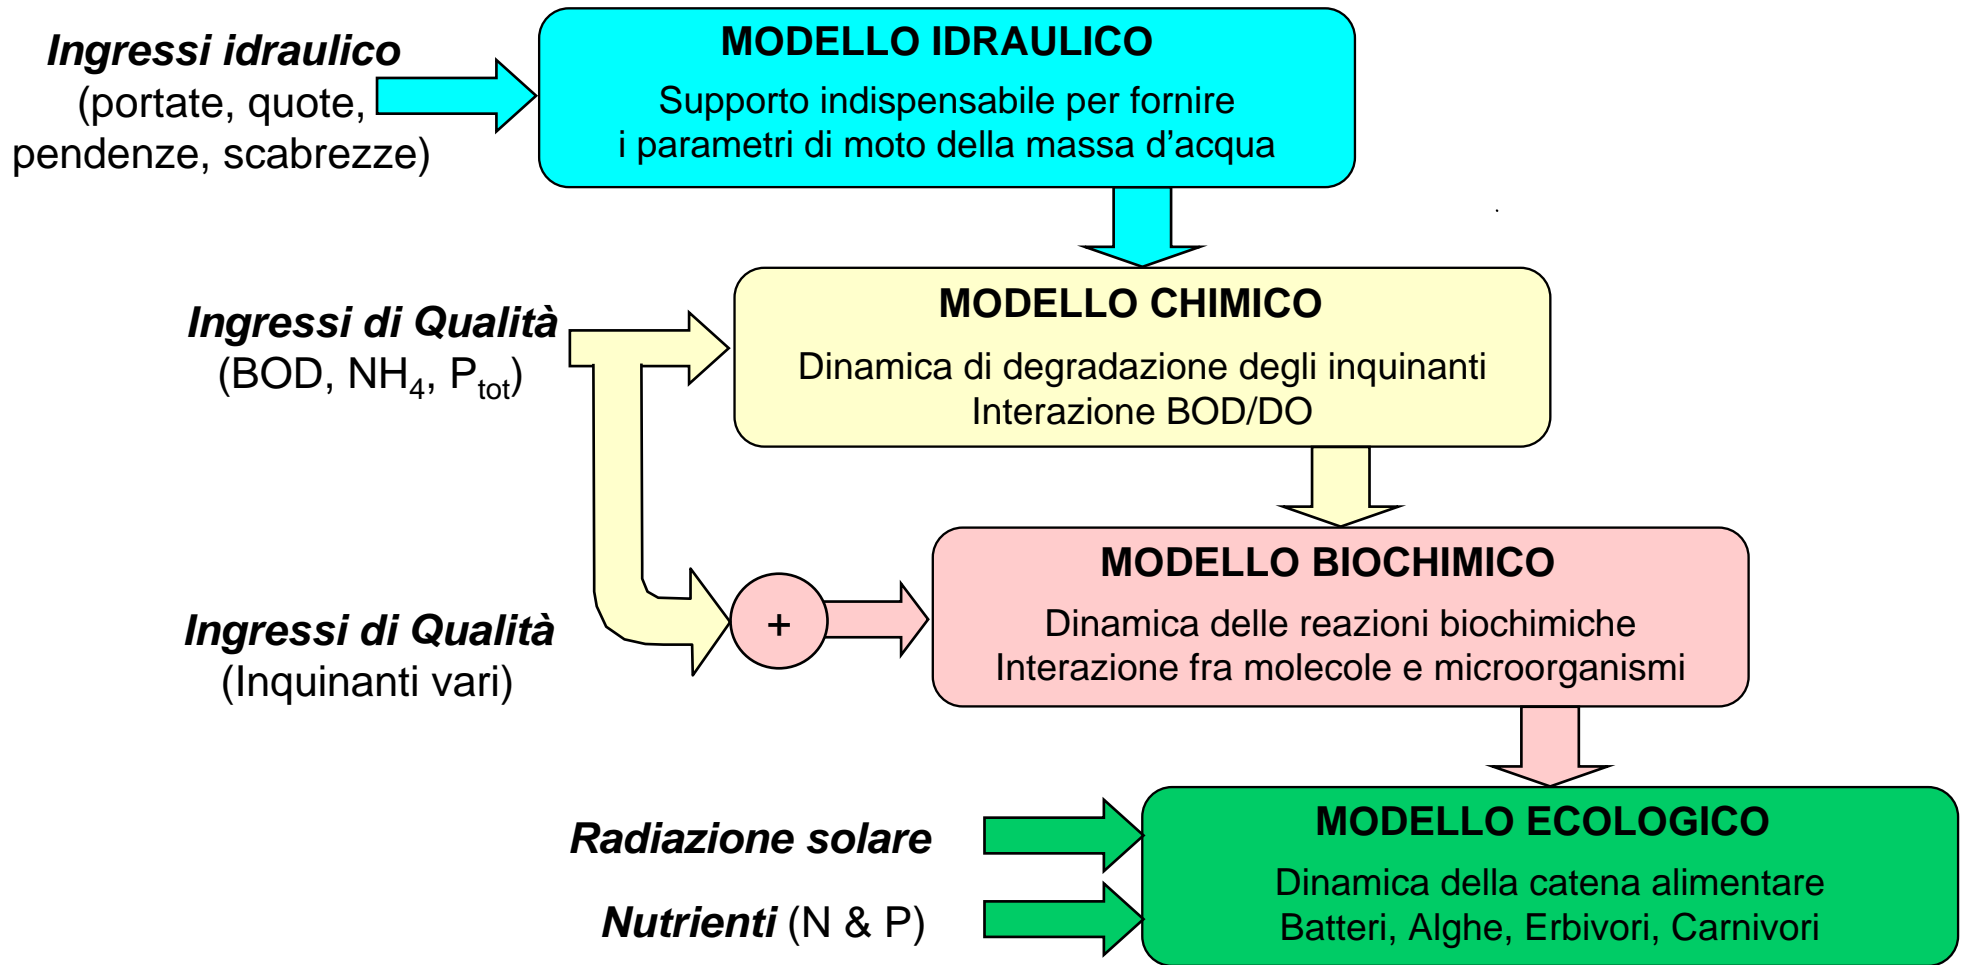 Ingressi idraulico
(portate, quote,
pendenze, scabrezze)
MODELLO IDRAULICO
Supporto indispensabile per fornire
i parametri di moto della massa d’acqua
Ingressi di Qualità
(BOD, NH₄, Pₜₒₜ)
MODELLO CHIMICO
Dinamica di degradazione degli inquinanti
Interazione BOD/DO
Ingressi di Qualità
(Inquinanti vari)
+
MODELLO BIOCHIMICO
Dinamica delle reazioni biochimiche
Interazione fra molecole e microorganismi
Radiazione solare
Nutrienti (N & P)
MODELLO ECOLOGICO
Dinamica della catena alimentare
Batteri, Alghe, Erbivori, Carnivori